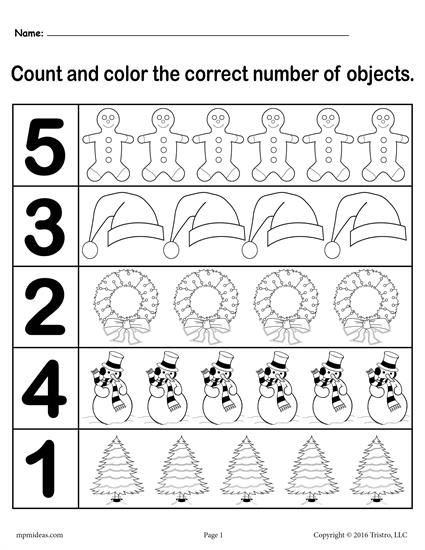 Name:
Count and color the correct number of objects.
5
3
2
4
1
mpmideas.com Page 1 Copyright © 2016 Tristro, LLC